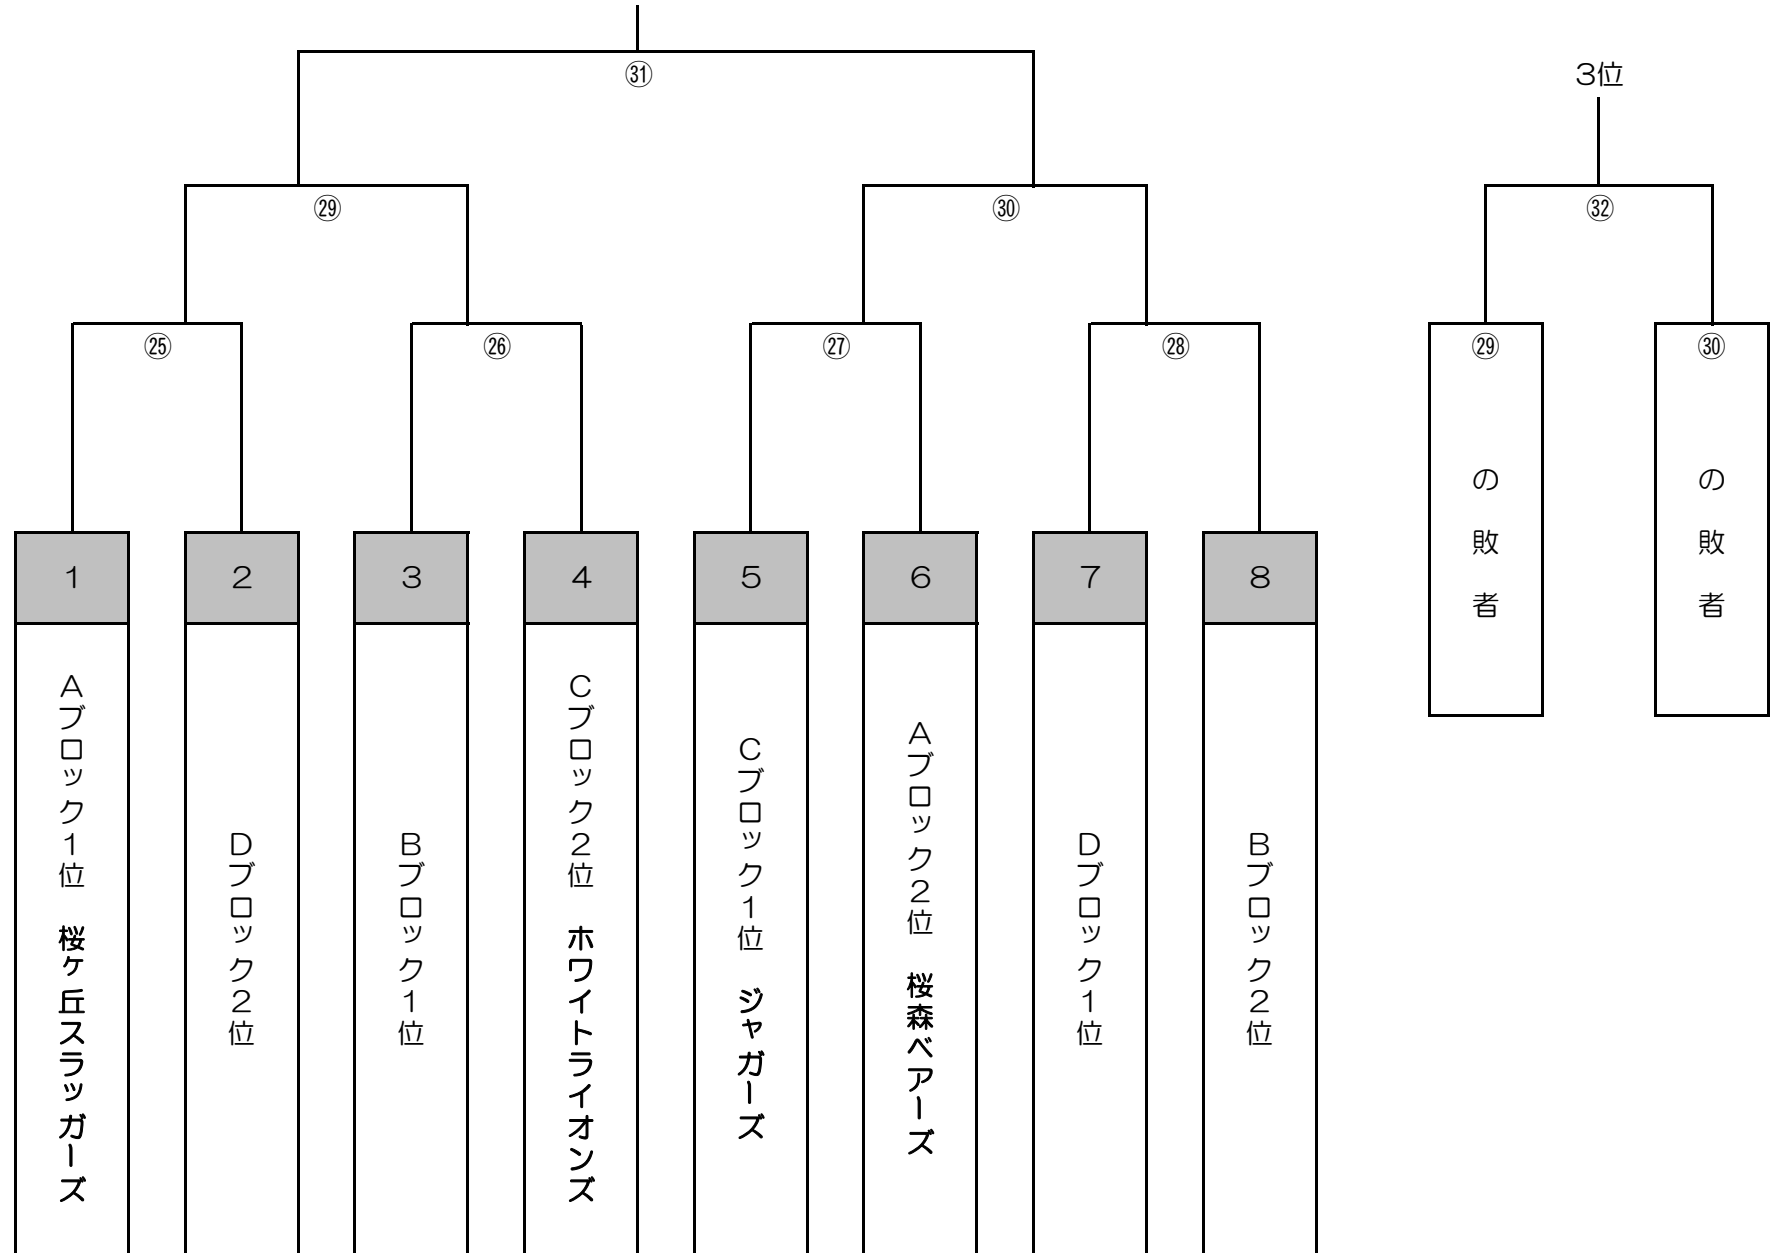 ㉛
3位
㉙
㉚
㉜
㉕
㉖
㉗
㉘
㉙の敗者
㉚の敗者
1
2
3
4
5
6
7
8
Aブロック1位　桜ヶ丘スラッガーズ
Dブロック2位
Bブロック1位
Cブロック2位　ホワイトライオンズ
Cブロック1位　ジャガーズ
Aブロック2位　桜森ベアーズ
Dブロック1位
Bブロック2位